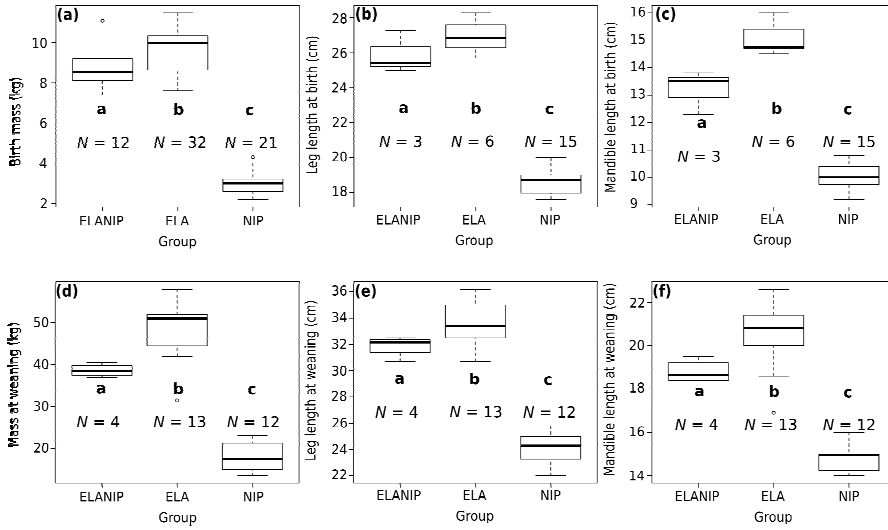 (a)
Birth mass (kg)
10
8
6
4
2
a
b
c
N = 12
N = 32
N = 21
ELANIP
ELA
NIP
Group
(b)
Leg length at birth (cm)
28
26
24
22
20
18
a
b
c
N = 3
N = 6
N = 15
ELANIP
ELA
NIP
Group
(c)
Mandible length at birth (cm)
16
15
14
13
12
11
10
9
a
b
c
N = 3
N = 6
N = 15
ELANIP
ELA
NIP
Group
(d)
Mass at weaning (kg)
50
40
30
20
a
b
c
N = 4
N = 13
N = 12
ELANIP
ELA
NIP
Group
(e)
Leg length at weaning (cm)
36
34
32
30
28
26
24
22
a
b
c
N = 4
N = 13
N = 12
ELANIP
ELA
NIP
Group
(f)
Mandible length at weaning (cm)
22
20
18
16
14
a
b
c
N = 4
N = 13
N = 12
ELANIP
ELA
NIP
Group